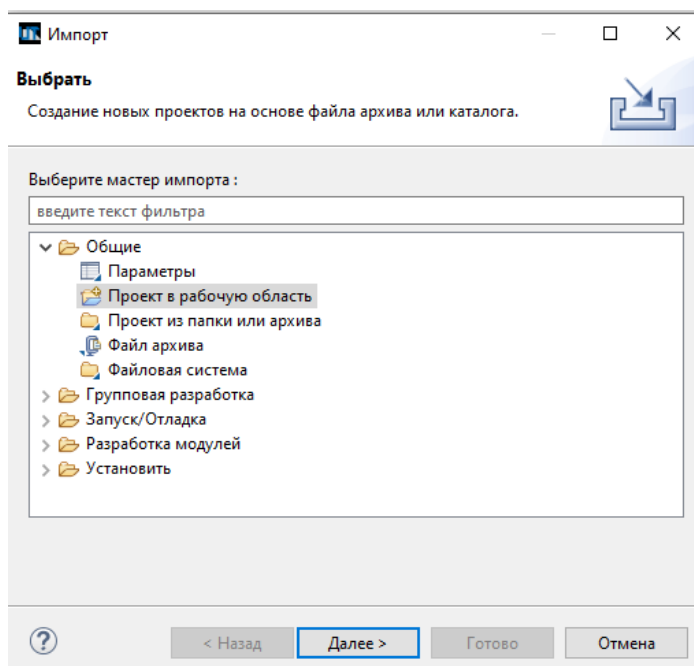 Импорт
Выбрать
Создание новых проектов на основе файла архива или каталога.
Выберите мастер импорта :
введите текст фильтра
Общие
Параметры
Проект в рабочую область
Проект из папки или архива
Файл архива
Файловая система
Групповая разработка
Запуск/Отладка
Разработка модулей
Установить
? < Назад Далее > Готово Отмена